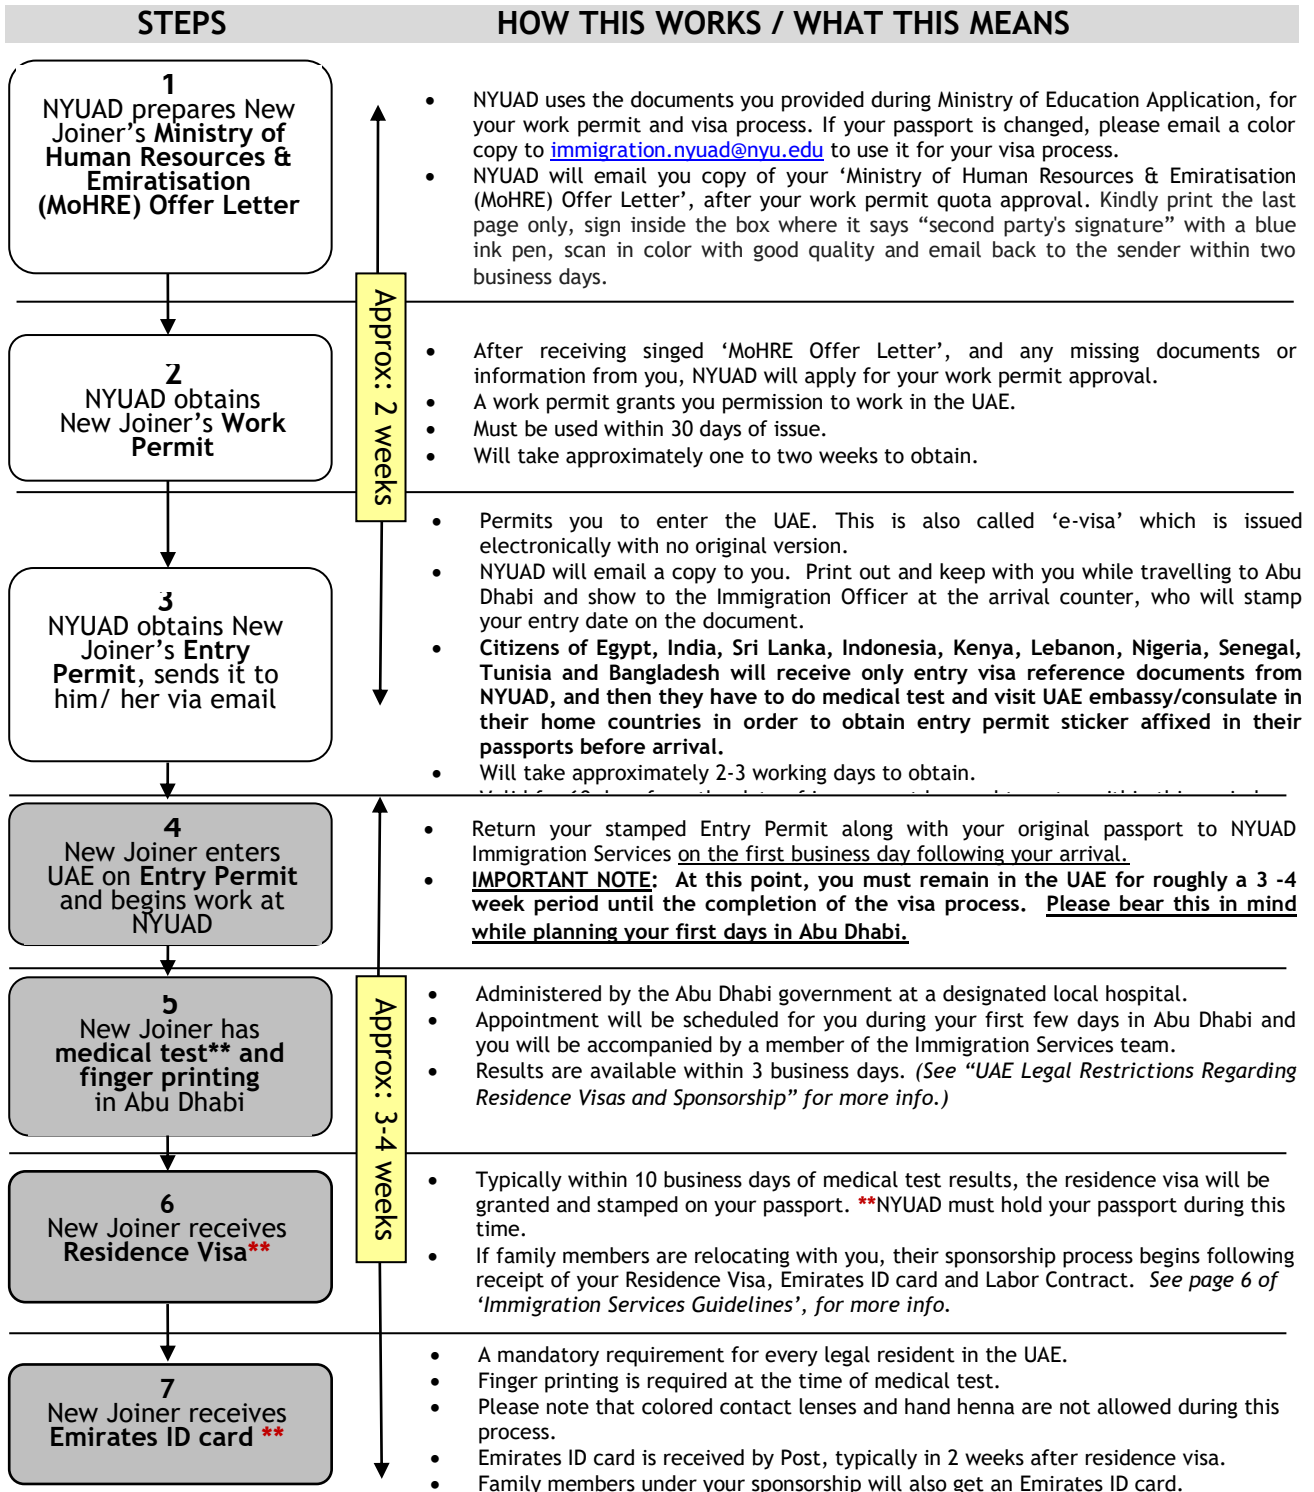 STEPS
HOW THIS WORKS / WHAT THIS MEANS
1
NYUAD prepares New
Joiner’s Ministry of
Human Resources &
Emiratisation
(MoHRE) Offer Letter
• NYUAD uses the documents you provided during Ministry of Education Application, for
your work permit and visa process. If your passport is changed, please email a color
copy to immigration.nyuad@nyu.edu to use it for your visa process.
• NYUAD will email you copy of your ‘Ministry of Human Resources & Emiratisation
(MoHRE) Offer Letter’, after your work permit quota approval. Kindly print the last
page only, sign inside the box where it says “second party's signature” with a blue
ink pen, scan in color with good quality and email back to the sender within two
business days.
Approx: 2 weeks
2
NYUAD obtains
New Joiner’s Work
Permit
• After receiving singed ‘MoHRE Offer Letter’, and any missing documents or
information from you, NYUAD will apply for your work permit approval.
• A work permit grants you permission to work in the UAE.
• Must be used within 30 days of issue.
• Will take approximately one to two weeks to obtain.
3
NYUAD obtains New
Joiner’s Entry
Permit, sends it to
him/ her via email
• Permits you to enter the UAE. This is also called ‘e-visa’ which is issued
electronically with no original version.
• NYUAD will email a copy to you. Print out and keep with you while travelling to Abu
Dhabi and show to the Immigration Officer at the arrival counter, who will stamp
your entry date on the document.
• Citizens of Egypt, India, Sri Lanka, Indonesia, Kenya, Lebanon, Nigeria, Senegal,
Tunisia and Bangladesh will receive only entry visa reference documents from
NYUAD, and then they have to do medical test and visit UAE embassy/consulate in
their home countries in order to obtain entry permit sticker affixed in their
passports before arrival.
• Will take approximately 2-3 working days to obtain.
4
New Joiner enters
UAE on Entry Permit
and begins work at
NYUAD
• Return your stamped Entry Permit along with your original passport to NYUAD
Immigration Services on the first business day following your arrival.
• IMPORTANT NOTE: At this point, you must remain in the UAE for roughly a 3 -4
week period until the completion of the visa process. Please bear this in mind
while planning your first days in Abu Dhabi.
Approx: 3-4 weeks
5
New Joiner has
medical test** and
finger printing
in Abu Dhabi
• Administered by the Abu Dhabi government at a designated local hospital.
• Appointment will be scheduled for you during your first few days in Abu Dhabi and
you will be accompanied by a member of the Immigration Services team.
• Results are available within 3 business days. (See “UAE Legal Restrictions Regarding
Residence Visas and Sponsorship” for more info.)
6
New Joiner receives
Residence Visa**
• Typically within 10 business days of medical test results, the residence visa will be
granted and stamped on your passport. **NYUAD must hold your passport during this
time.
• If family members are relocating with you, their sponsorship process begins following
receipt of your Residence Visa, Emirates ID card and Labor Contract. See page 6 of
‘Immigration Services Guidelines’, for more info.
7
New Joiner receives
Emirates ID card **
• A mandatory requirement for every legal resident in the UAE.
• Finger printing is required at the time of medical test.
• Please note that colored contact lenses and hand henna are not allowed during this
process.
• Emirates ID card is received by Post, typically in 2 weeks after residence visa.
• Family members under your sponsorship will also get an Emirates ID card.